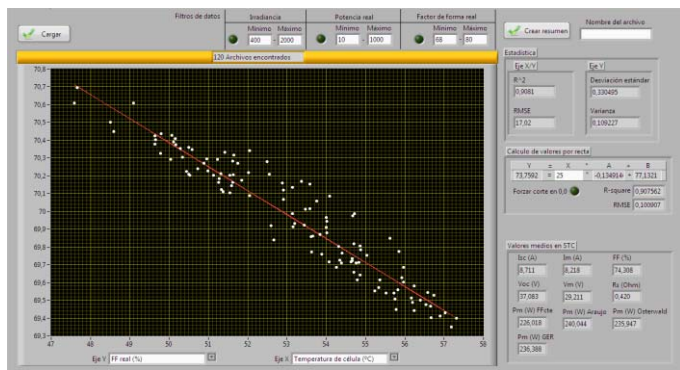 Filtros de datos
Irradiancia
Mínimo Máximo
400 - 2000
Potencia real
Mínimo Máximo
10 - 1000
Factor de forma real
Mínimo Máximo
68 - 80
Cargar
Crear resumen
Nombre del archivo
120 Archivos encontrados
70,8
70,7
70,6
70,5
70,4
70,3
70,2
70,1
70
69,9
69,8
69,7
69,6
69,5
69,4
69,3
47 48 49 50 51 52 53 54 55 56 57 58
Eje Y FF real (%)
Eje X Temperatura de célula (ºC)
Estadística
Eje X/Y
R^2
0,9081
RMSE
17,02
Eje Y
Desviación estándar
0,330495
Varianza
0,109227
Cálculo de valores por recta
Y = X * A + B
73,7592 = 25 * -0,134914 + 77,1321
Forzar corte en 0,0
R-square 0,907562
RMSE 0,100907
Valores medios en STC
Isc (A) Im (A) FF (%)
8,711 8,218 74,308
Voc (V) Vm (V) Rs (Ohm)
37,083 29,211 0,420
Pm (W) FFcte Pm (W) Araujo Pm (W) Osterwald
226,018 240,044 235,947
Pm (W) GER
236,386